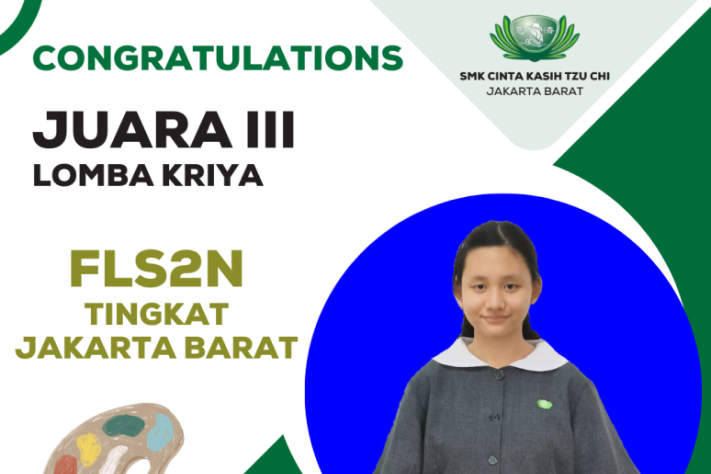 CONGRATULATIONS
JUARA III
LOMBA KRIYA
FLS2N
TINGKAT
JAKARTA BARAT
SMK CINTA KASIH TZU CHI
JAKARTA BARAT